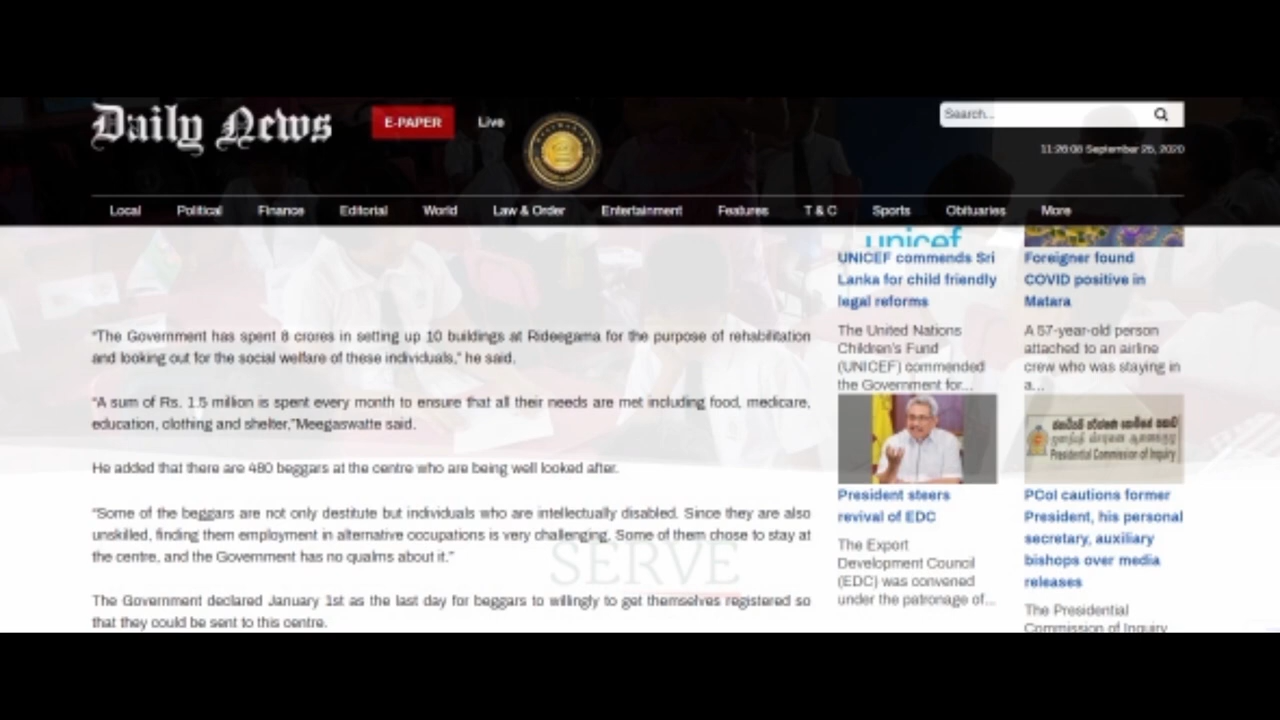 Daily News
E-PAPER
Live
Search...
11:26:08 September 25, 2020
Local Political Finance Editorial World Law & Order Entertainment Features T & C Sports Obituaries More
"The Government has spent 8 crores in setting up 10 buildings at Rideegama for the purpose of rehabilitation
and looking out for the social welfare of these individuals," he said.
"A sum of Rs. 1.5 million is spent every month to ensure that all their needs are met including food, medicare,
education, clothing and shelter,"Meegaswatte said.
He added that there are 480 beggars at the centre who are being well looked after.
"Some of the beggars are not only destitute but individuals who are intellectually disabled. Since they are also
unskilled, finding them employment in alternative occupations is very challenging. Some of them chose to stay at
the centre, and the Government has no qualms about it."
SERVE
The Government declared January 1st as the last day for beggars to willingly to get themselves registered so
that they could be sent to this centre.
unicef
UNICEF commends Sri
Lanka for child friendly
legal reforms
The United Nations
Children's Fund
(UNICEF) commended
the Government for...
President steers
revival of EDC
The Export
Development Council
(EDC) was convened
under the patronage of...
Foreigner found
COVID positive in
Matara
A 57-year-old person
attached to an airline
crew who was staying in
a...
Presidential Commission of Inquiry
PCoI cautions former
President, his personal
secretary, auxiliary
bishops over media
releases
The Presidential
Commission of Inquiry